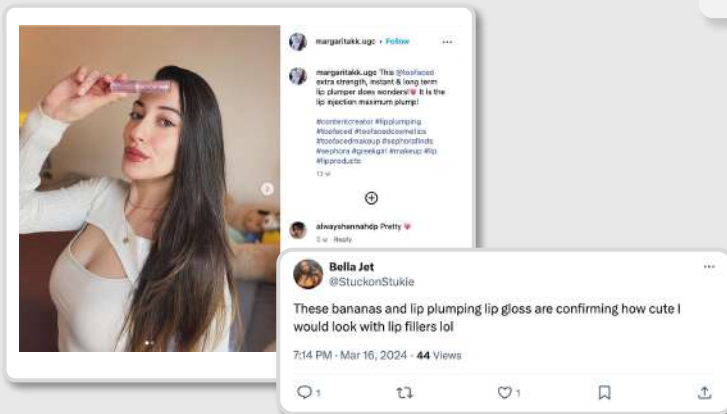 margaritakk.ugc • Follow
margaritakk.ugc This @toofaced
extra strength, instant & long term
lip plumper does wonders!💗 It is the
lip injection maximum plump!
#contentcreator #lipplumping
#toofaced #toofacedcosmetics
#toofacedmakeup #sephorafinds
#sephora #greekgirl #makeup #lip
#lipproducts
alwayshannahdp Pretty 💗
Reply
Bella Jet
@StuckonStukie
These bananas and lip plumping lip gloss are confirming how cute I
would look with lip fillers lol
7:14 PM · Mar 16, 2024 · 44 Views
1 1